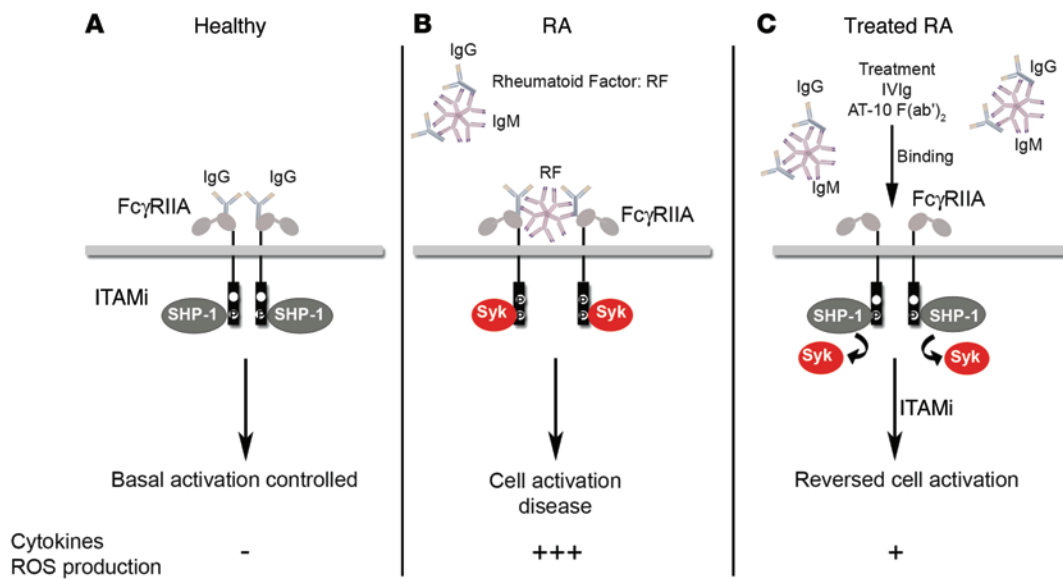 A
Healthy
IgG
IgG
FcγRIIA
ITAMi
SHP-1
P
P
SHP-1
Basal activation controlled
Cytokines
ROS production
-
B
RA
IgG
Rheumatoid Factor: RF
IgM
RF
FcγRIIA
Syk
P
P
P
P
Syk
Cell activation
disease
+++
C
Treated RA
IgG
Treatment
IVIg
AT-10 F(ab')₂
IgG
IgM
Binding
IgM
FcγRIIA
SHP-1
P
P
SHP-1
Syk
Syk
ITAMi
Reversed cell activation
+